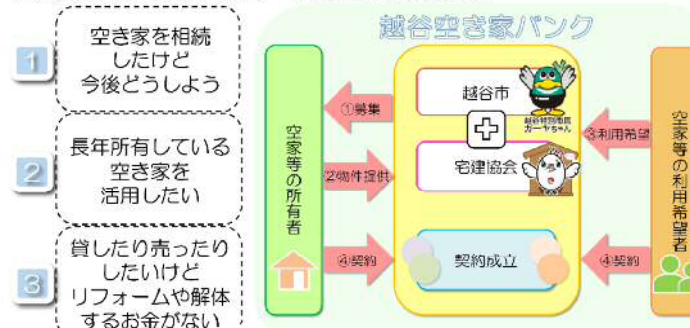 1
空き家を相続
したけど
今後どうしよう
2
長年所有している
空き家を
活用したい
3
貸したり売ったり
したいけど
リフォームや解体
するお金がない
越谷空き家バンク
空家等の所有者
①募集
②物件提供
④契約
越谷市
越谷特別市民
ガーヤちゃん
宅建協会
契約成立
③利用希望
④契約
空家等の利用希望者